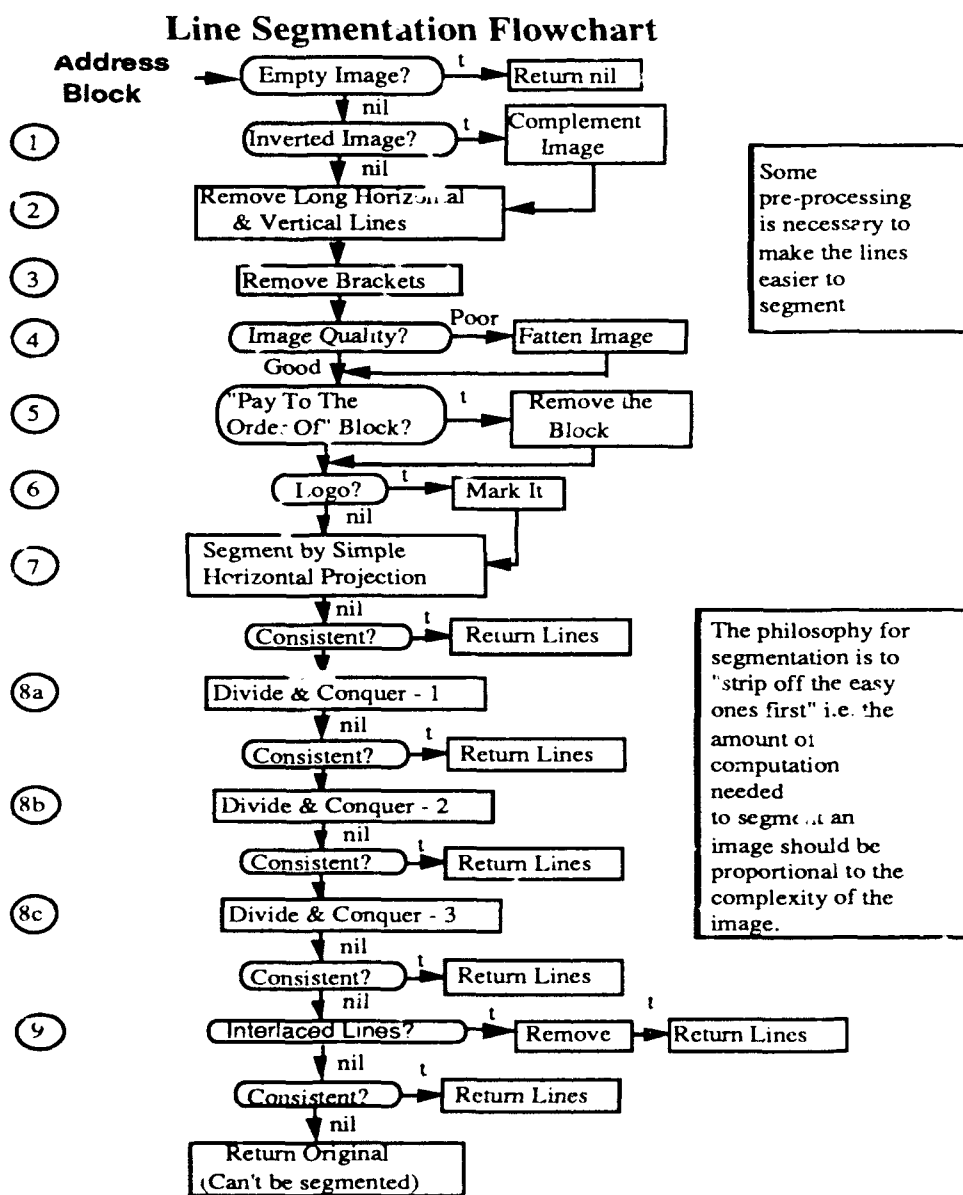 Line Segmentation Flowchart
Address
Block
Empty Image?
t
Return nil
nil
1
Inverted Image?
t
Complement
Image
nil
2
Remove Long Horizontal
& Vertical Lines
Some
pre-processing
is necessary to
make the lines
easier to
segment
3
Remove Brackets
4
Image Quality?
Poor
Fatten Image
Good
5
"Pay To The
Order Of" Block?
t
Remove the
Block
6
Logo?
t
Mark It
nil
7
Segment by Simple
Horizontal Projection
nil
Consistent?
t
Return Lines
The philosophy for
segmentation is to
"strip off the easy
ones first" i.e. the
amount of
computation
needed
to segment an
image should be
proportional to the
complexity of the
image.
8a
Divide & Conquer - 1
nil
Consistent?
t
Return Lines
8b
Divide & Conquer - 2
nil
Consistent?
t
Return Lines
8c
Divide & Conquer - 3
nil
Consistent?
t
Return Lines
nil
9
Interlaced Lines?
t
Remove
t
Return Lines
nil
Consistent?
t
Return Lines
nil
Return Original
(Can't be segmented)